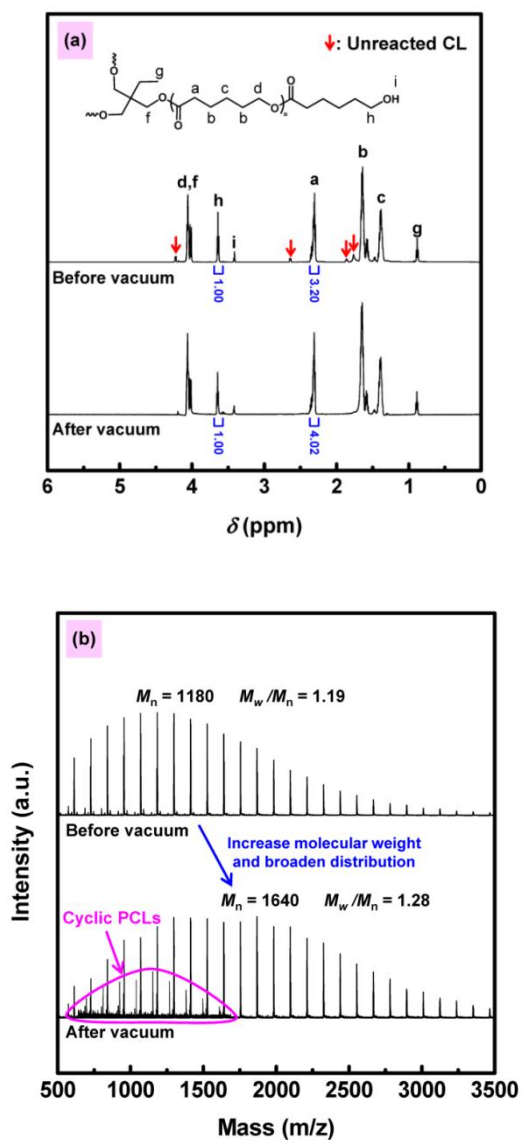 (a)
↓: Unreacted CL
g
O
O
O
a
c
d
O
i
OH
f
O
b
b
O
n
O
h
d,f
h
i
a
b
c
g
1.00
3.20
Before vacuum
1.00
4.02
After vacuum
6 5 4 3 2 1 0
δ (ppm)
(b)
Mn = 1180 Mw /Mn = 1.19
Before vacuum
Increase molecular weight
and broaden distribution
Mn = 1640 Mw /Mn = 1.28
Cyclic PCLs
After vacuum
500 1000 1500 2000 2500 3000 3500
Mass (m/z)
Intensity (a.u.)